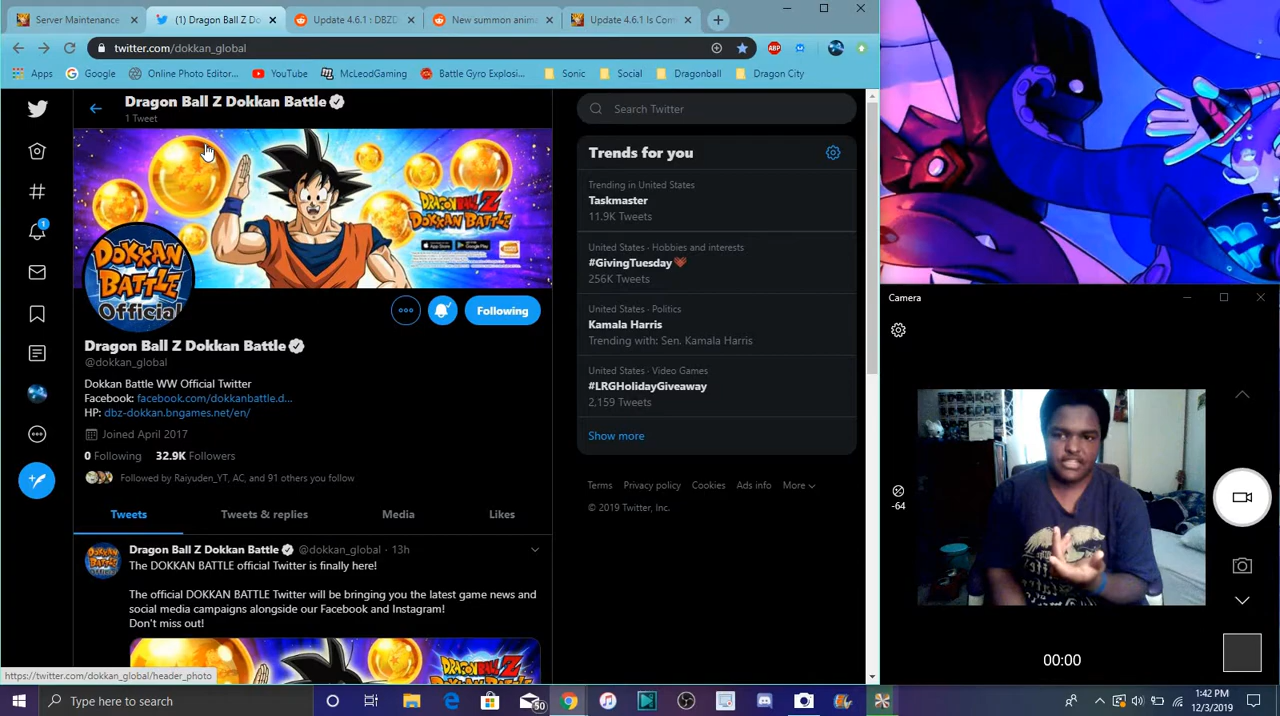 Server Maintenance
(1) Dragon Ball Z Do
Update 4.6.1 : DBZD
New summon anima
Update 4.6.1 Is Com
twitter.com/dokkan_global
ABP
Apps
Google
Online Photo Editor...
YouTube
McLeodGaming
Battle Gyro Explosi...
Sonic
Social
Dragonball
Dragon City
Dragon Ball Z Dokkan Battle
1 Tweet
Search Twitter
DRAGON BALL Z
DOKKAN BATTLE
App Store
Google Play
DOKKAN
BATTLE
Official
Following
Dragon Ball Z Dokkan Battle
@dokkan_global
Dokkan Battle WW Official Twitter
Facebook: facebook.com/dokkanbattle.d...
HP: dbz-dokkan.bngames.net/en/
Joined April 2017
0 Following 32.9K Followers
Followed by Raiyuden_YT, AC, and 91 others you follow
Tweets
Tweets & replies
Media
Likes
Dragon Ball Z Dokkan Battle @dokkan_global · 13h
The DOKKAN BATTLE official Twitter is finally here!
The official DOKKAN BATTLE Twitter will be bringing you the latest game news and
social media campaigns alongside our Facebook and Instagram!
Don't miss out!
Trends for you
Trending in United States
Taskmaster
11.9K Tweets
United States · Hobbies and interests
#GivingTuesday
256K Tweets
United States · Politics
Kamala Harris
Trending with: Sen. Kamala Harris
United States · Video Games
#LRGHolidayGiveaway
2,159 Tweets
Show more
Terms Privacy policy Cookies Ads info More
© 2019 Twitter, Inc.
Camera
-64
00:00
https://twitter.com/dokkan_global/header_photo
Type here to search
90
:42 PM
12/3/2019